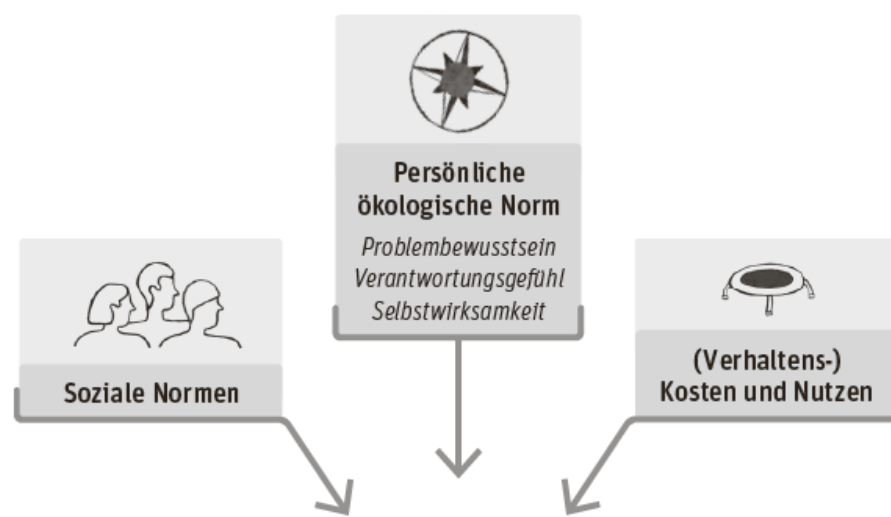 Persönliche
ökologische Norm
Problembewusstsein
Verantwortungsgefühl
Selbstwirksamkeit
Soziale Normen
(Verhaltens-)
Kosten und Nutzen